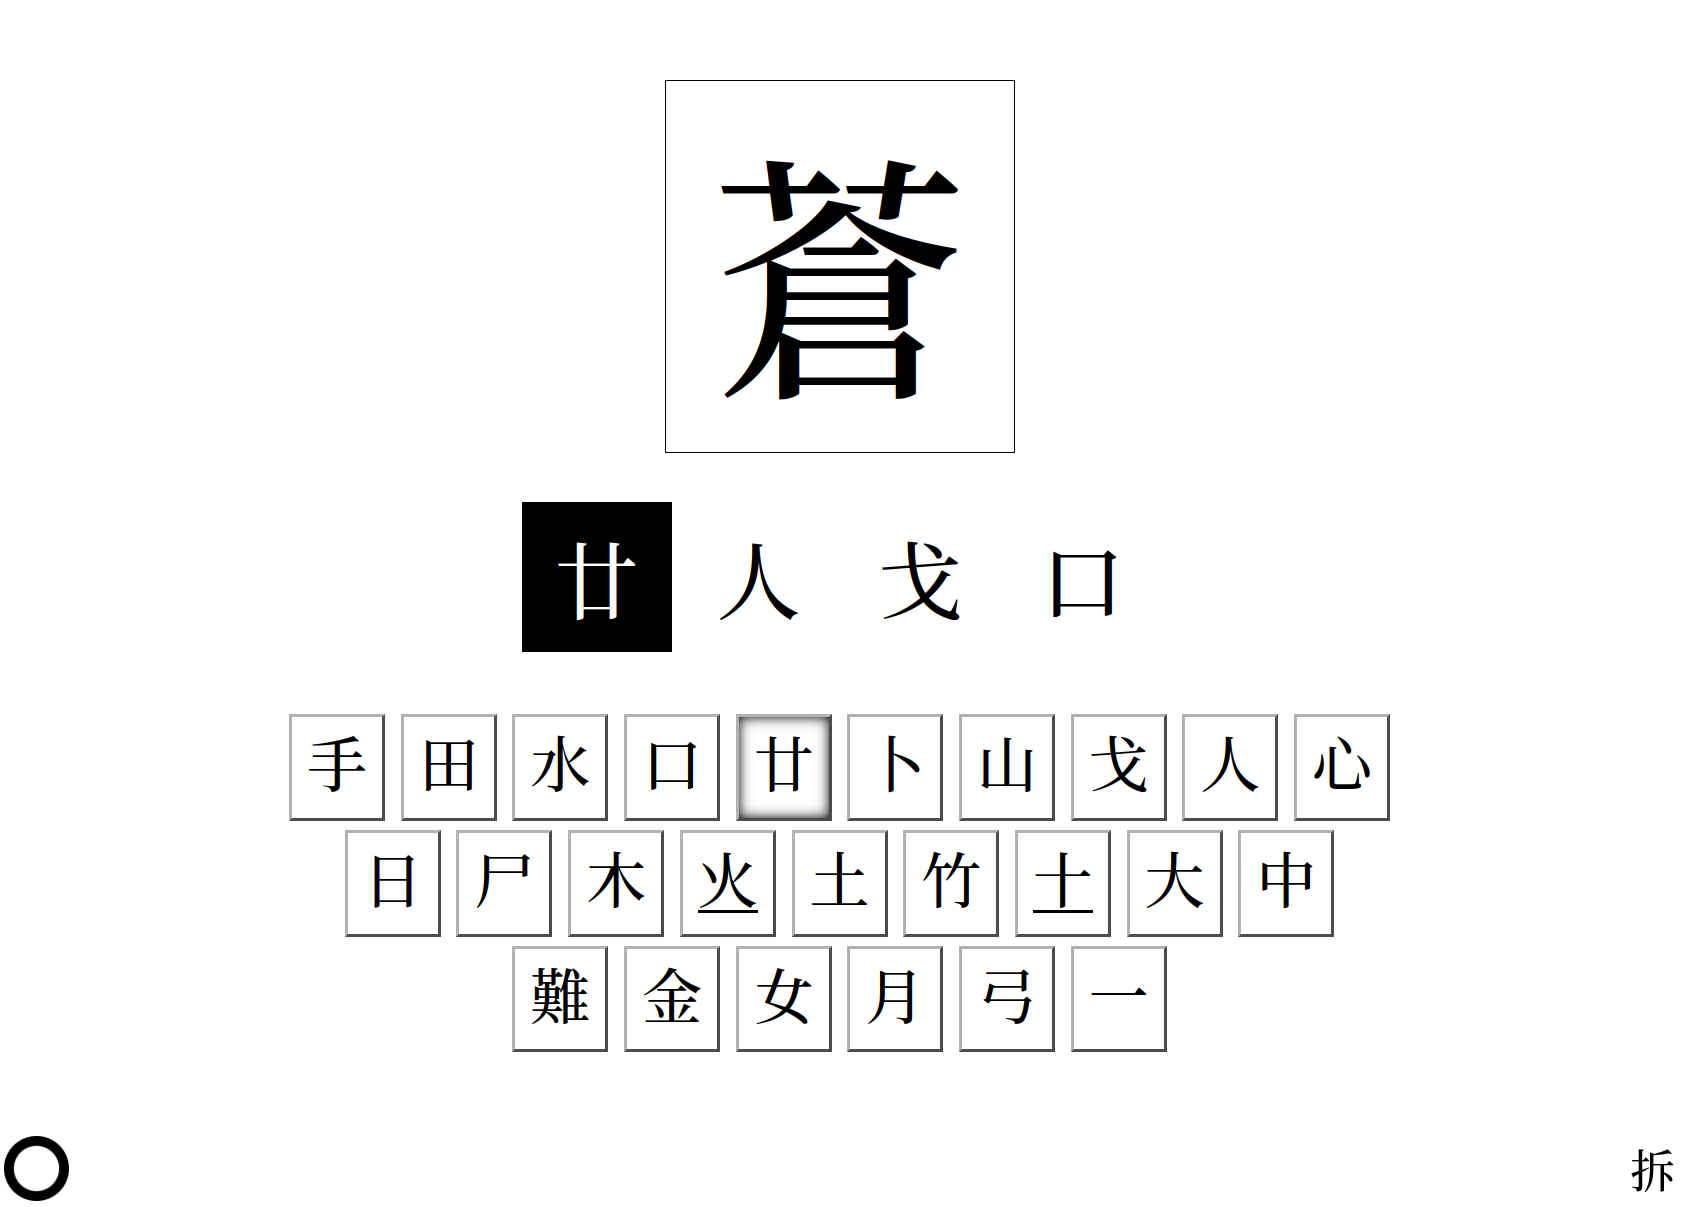 蒼
廿 人 戈 口
手 田 水 口 廿 卜 山 戈 人 心
日 尸 木 火 土 竹 十 大 中
難 金 女 月 弓 一
拆